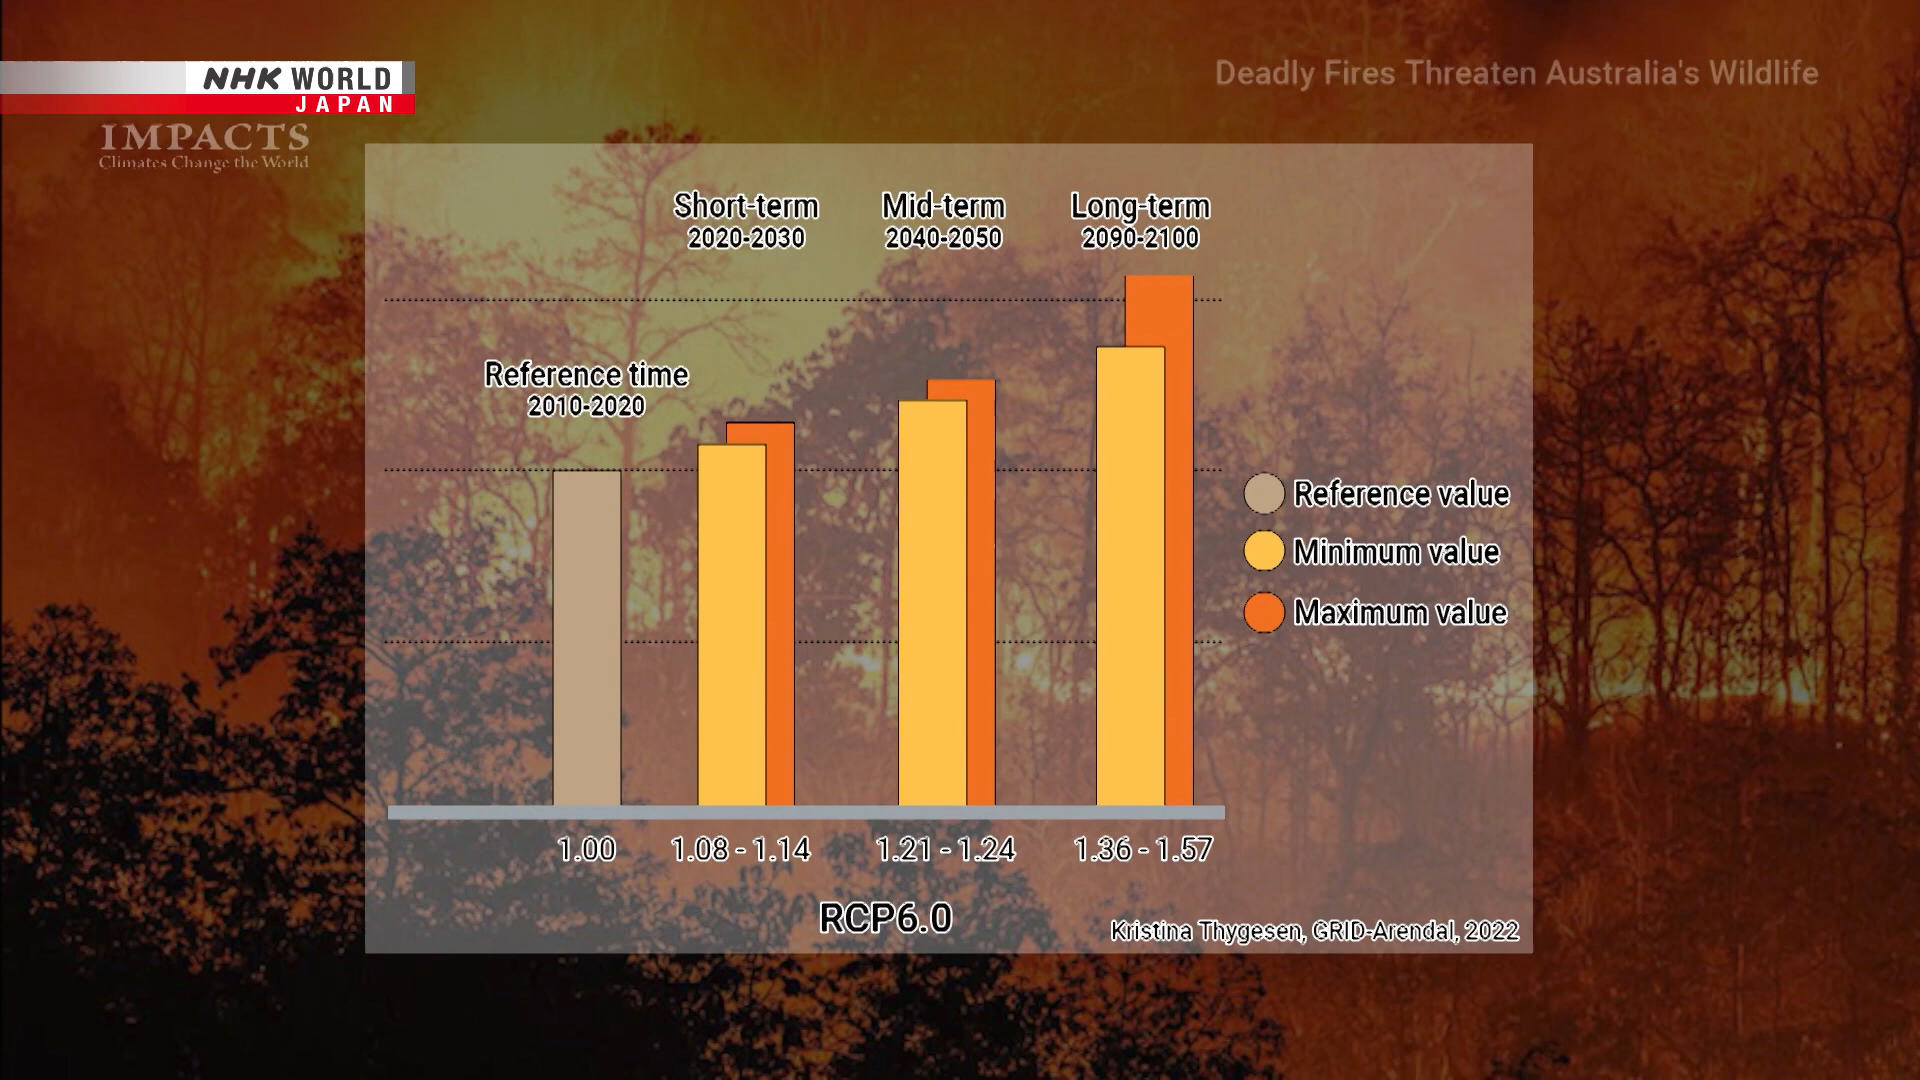 NHK WORLD
JAPAN
IMPACTS
Climates Change the World
Deadly Fires Threaten Australia's Wildlife
Short-term
2020-2030
Mid-term
2040-2050
Long-term
2090-2100
Reference time
2010-2020
Reference value
Minimum value
Maximum value
1.00
1.08 - 1.14
1.21 - 1.24
1.36 - 1.57
RCP6.0
Kristina Thygesen, GRID-Arendal, 2022